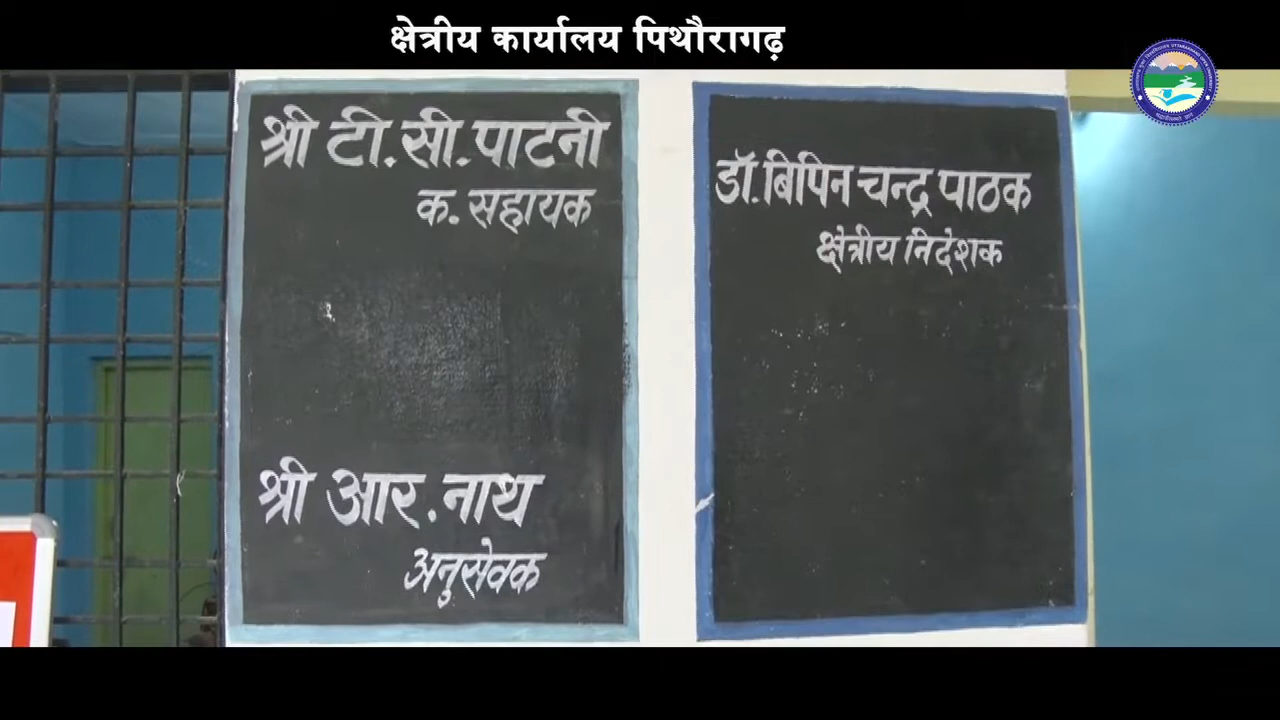 क्षेत्रीय कार्यालय पिथौरागढ़
श्री टी.सी.पाटनी
क. सहायक
श्री आर.नाथ
अनुसेवक
डॉ.बिपिन चन्द्र पाठक
क्षेत्रीय निदेशक